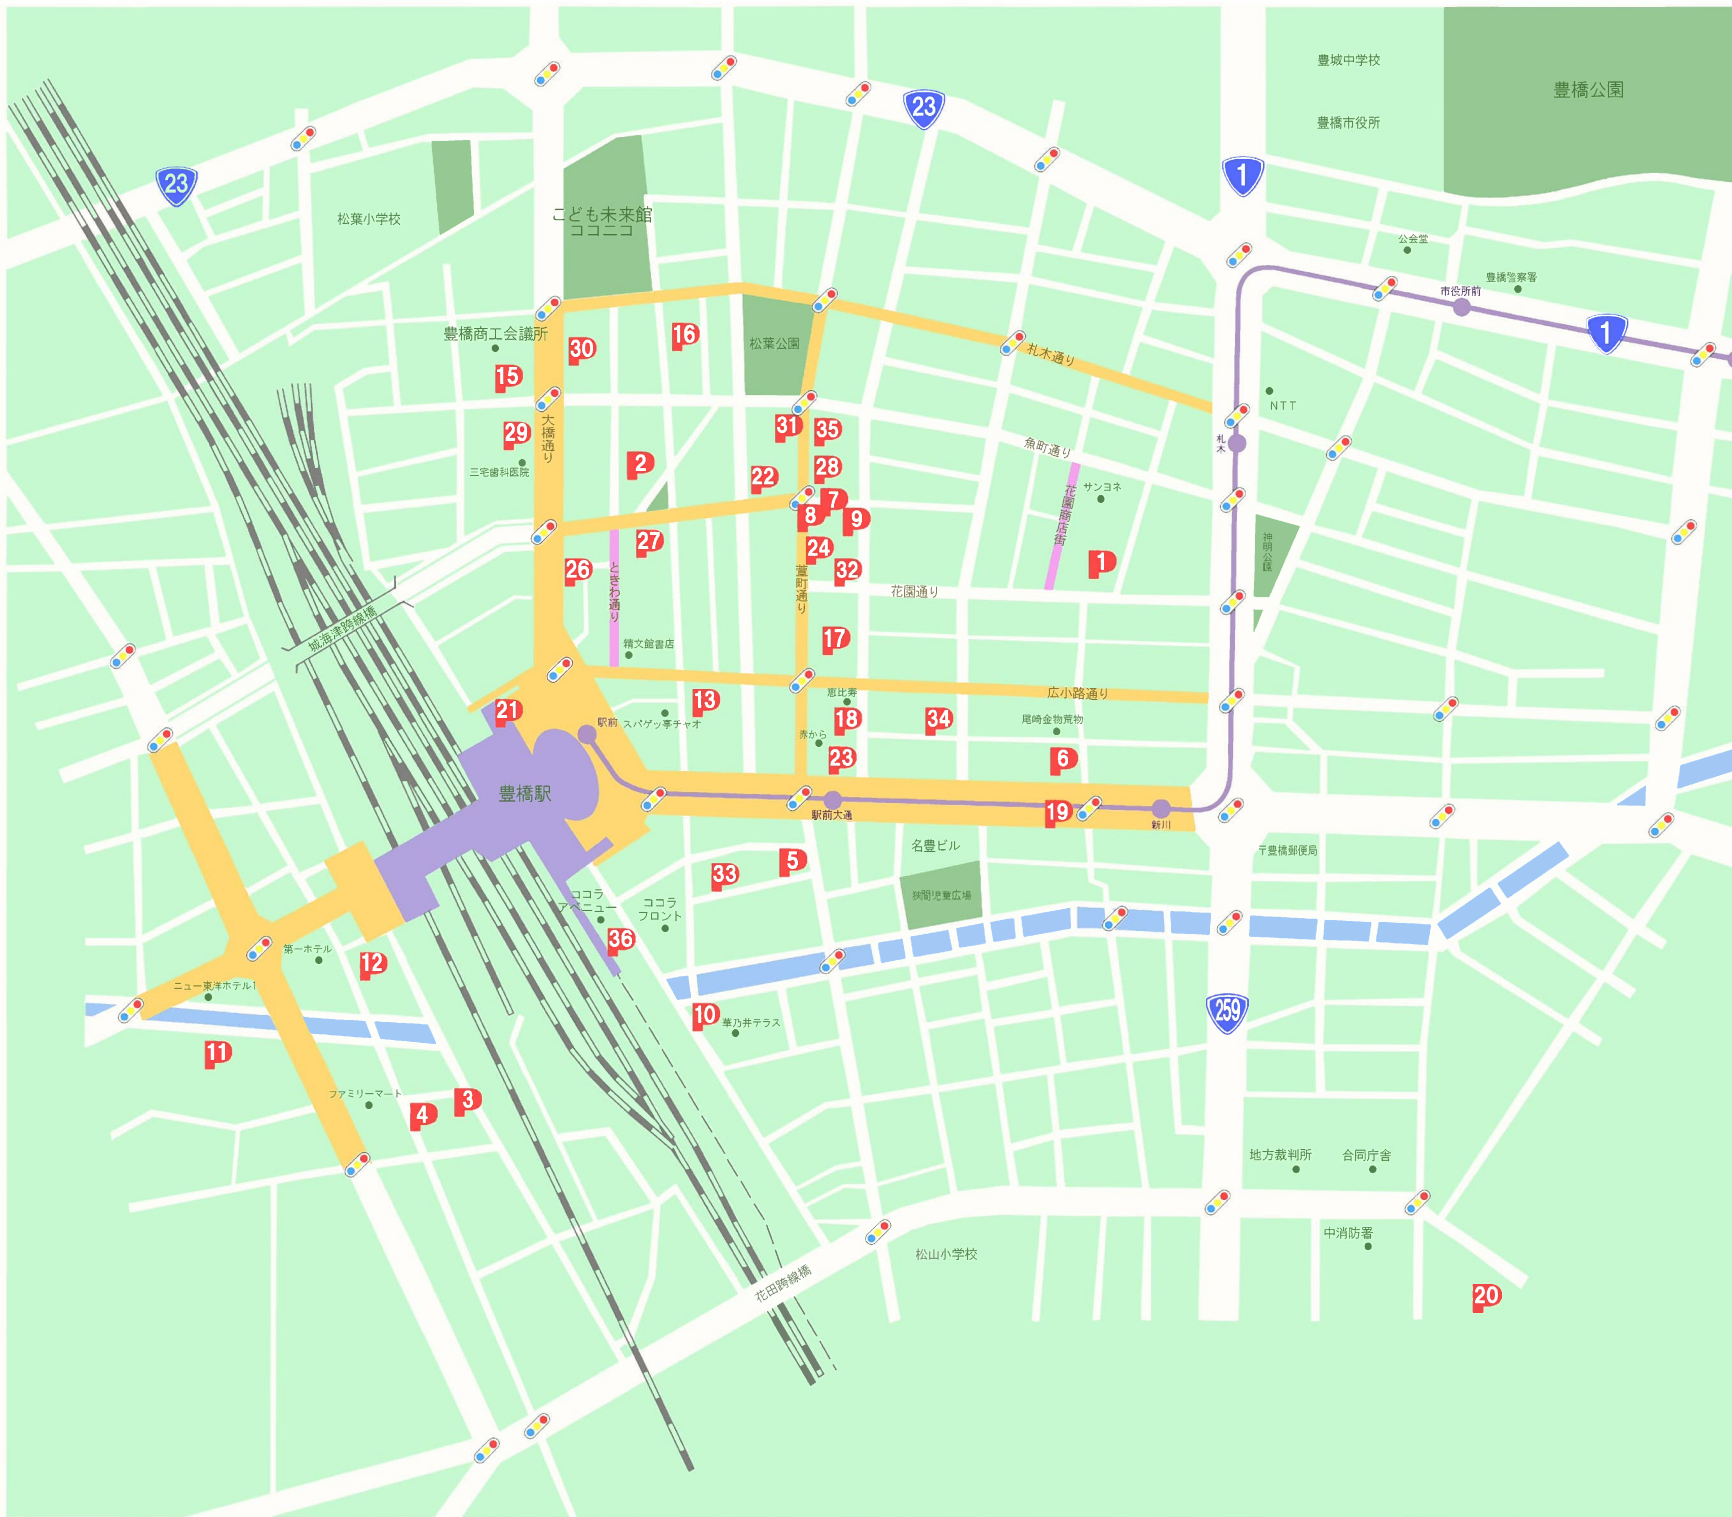 豊城中学校
豊橋公園
豊橋市役所
23
23
1
松葉小学校
こども未来館
ココニコ
公会堂
豊橋警察署
市役所前
1
豊橋商工会議所
30
16
松葉公園
札木通り
15
NTT
大橋通り
29
31
35
魚町通り
札木
三宅歯科医院
2
22
28
サンヨネ
7
8
9
花園商店街
神明公園
27
24
32
1
26
ときわ通り
萱町通り
花園通り
城海津跨線橋
精文館書店
17
広小路通り
13
恵比寿
21
駅前
スパゲッ亭チャオ
18
34
尾崎金物荒物
赤から
23
6
豊橋駅
駅前大通
19
新川
名豊ビル
〒豊橋郵便局
5
33
狭間児童広場
ココラ
アベニュー
ココラ
フロント
36
第一ホテル
12
ニュー東洋ホテル1
10
華乃井テラス
259
11
ファミリーマート
4
3
地方裁判所
合同庁舎
中消防署
松山小学校
花田跨線橋
20